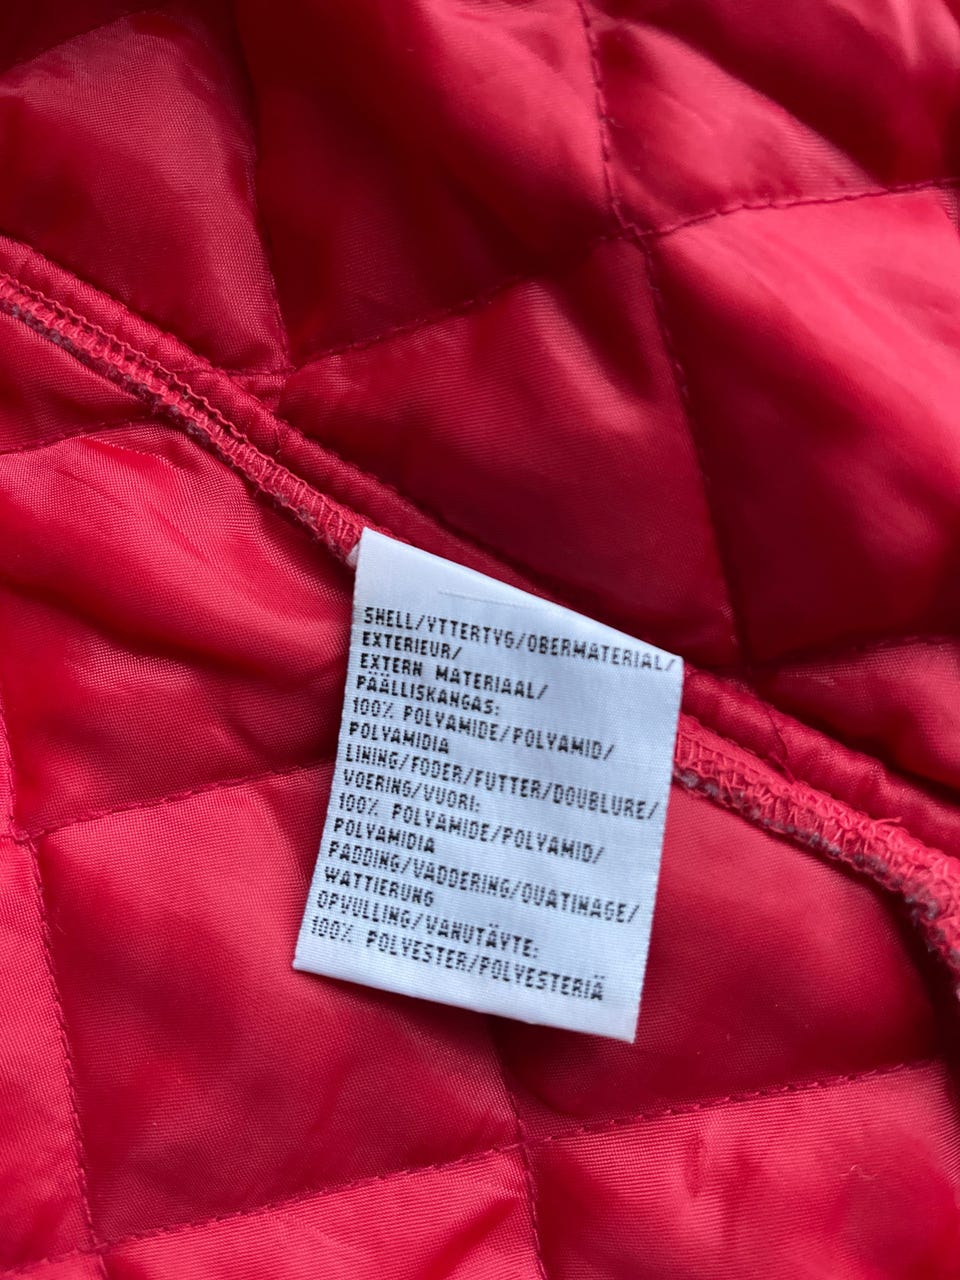 SHELL/YTTERTYG/OBERMATERIAL/
EXTERIEUR/
EXTERN MATERIAAL/
PÄÄLLISKANGAS:
100% POLYAMIDE/POLYAMID/
POLYAMIDIA
LINING/FODER/FUTTER/DOUBLURE/
VOERING/VUORI:
100% POLYAMIDE/POLYAMID/
POLYAMIDIA
PADDING/VADDERING/OUATINAGE/
WATTIERUNG
OPVULLING/VANUTÄYTE:
100% POLYESTER/POLYESTERIÄ